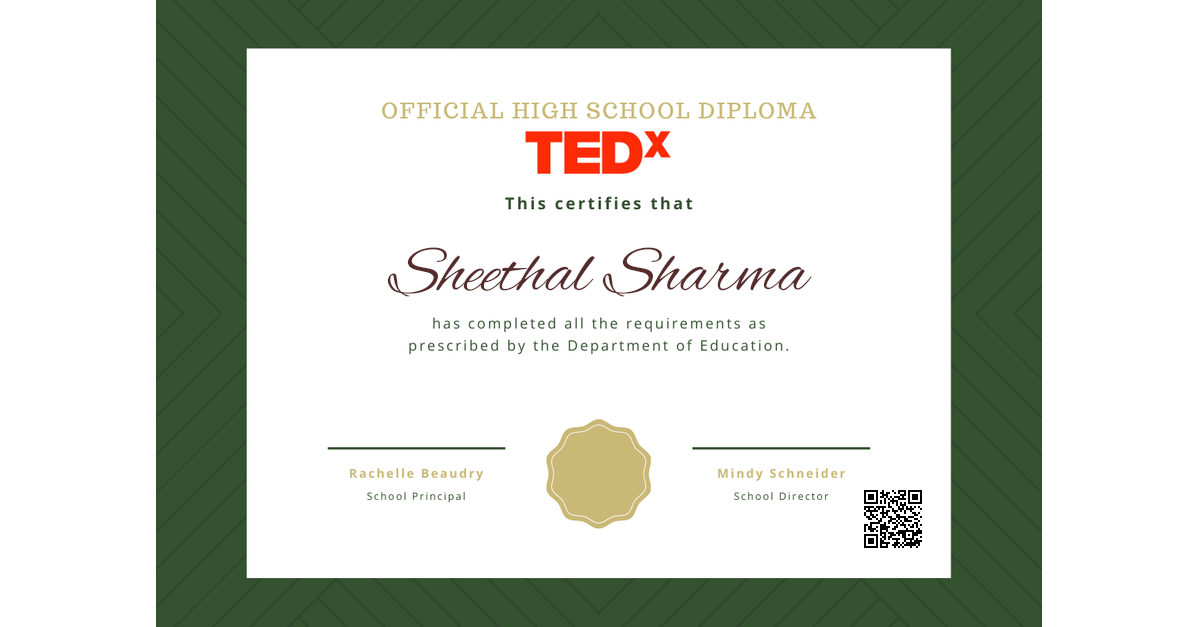 OFFICIAL HIGH SCHOOL DIPLOMA
TEDx
This certifies that
Sheethal Sharma
has completed all the requirements as
prescribed by the Department of Education.
Rachelle Beaudry
School Principal
Mindy Schneider
School Director